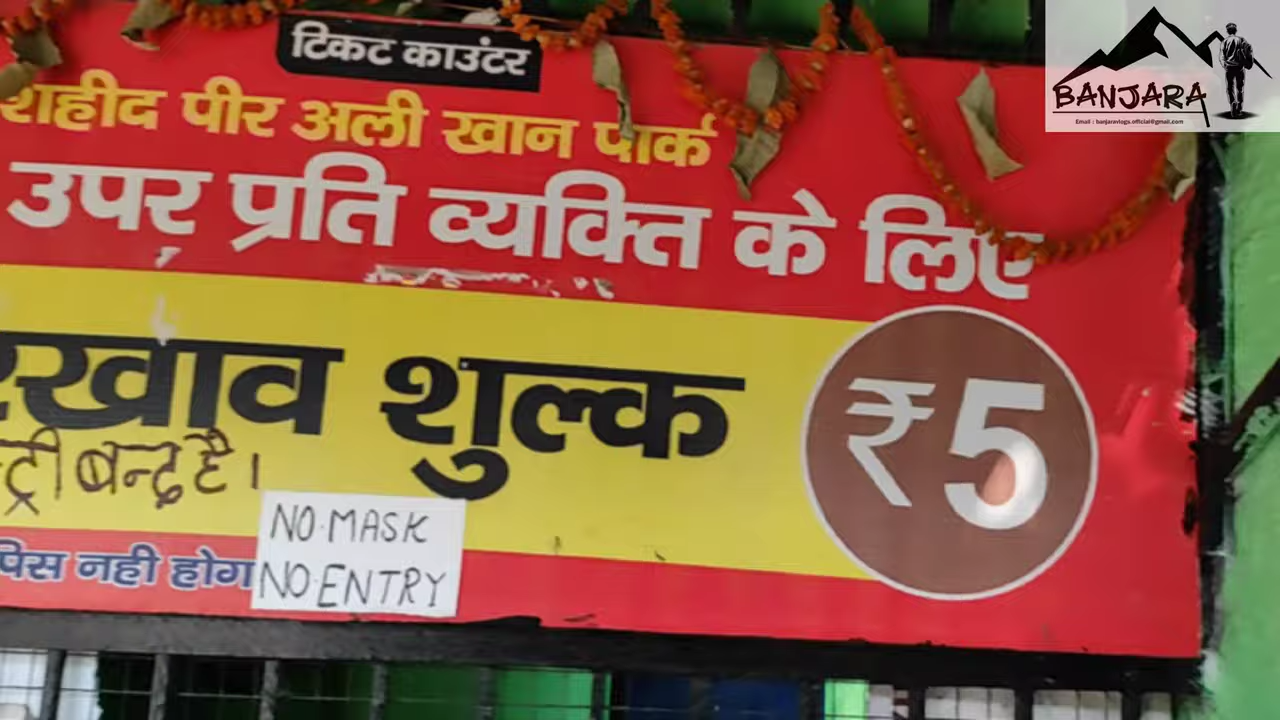 टिकट काउंटर
शहीद पीर अली खान पार्क
उपर प्रति व्यक्ति के लिए
रखाव शुल्क
₹5
बन्द है।
नही होगा
NO MASK
NO ENTRY
BANJARA
Email : banjaravlogs.official@gmail.com